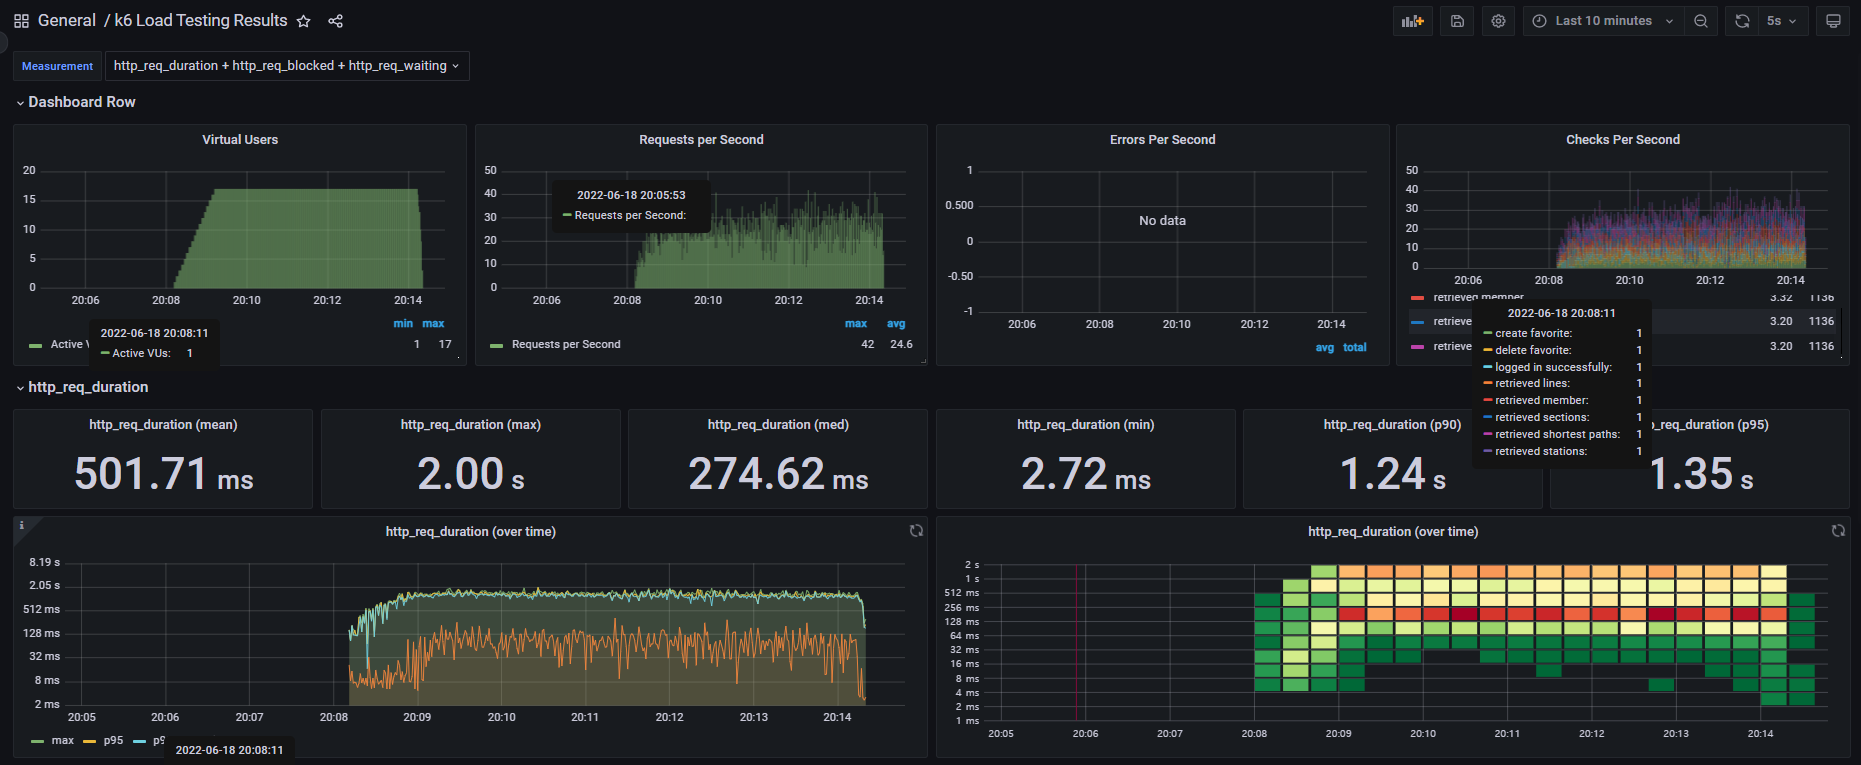 General / k6 Load Testing Results
Last 10 minutes
5s
Measurement
http_req_duration + http_req_blocked + http_req_waiting
Dashboard Row
Virtual Users
20
15
10
5
0
20:06 20:08 20:10 20:12 20:14
min max
Active V 1 17
2022-06-18 20:08:11
Active VUs: 1
Requests per Second
50
40
30
20
10
0
2022-06-18 20:05:53
Requests per Second:
20:06 20:08 20:10 20:12 20:14
max avg
Requests per Second 42 24.6
Errors Per Second
1
0.500
0
-0.50
-1
No data
20:06 20:08 20:10 20:12 20:14
avg total
Checks Per Second
50
40
30
20
10
0
20:06 20:08 20:10 20:12 20:14
retrieved member 3.32 1136
retrieve 3.20 1136
retrieve 3.20 1136
2022-06-18 20:08:11
create favorite: 1
delete favorite: 1
logged in successfully: 1
retrieved lines: 1
retrieved member: 1
retrieved sections: 1
retrieved shortest paths: 1
retrieved stations: 1
http_req_duration
http_req_duration (mean)
501.71 ms
http_req_duration (max)
2.00 s
http_req_duration (med)
274.62 ms
http_req_duration (min)
2.72 ms
http_req_duration (p90)
1.24 s
_req_duration (p95)
1.35 s
i
http_req_duration (over time)
8.19 s
2.05 s
512 ms
128 ms
32 ms
8 ms
2 ms
20:05 20:06 20:07 20:08 20:09 20:10 20:11 20:12 20:13 20:14
max p95 p9
2022-06-18 20:08:11
http_req_duration (over time)
2 s
1 s
512 ms
256 ms
128 ms
64 ms
32 ms
16 ms
8 ms
4 ms
2 ms
1 ms
20:05 20:06 20:07 20:08 20:09 20:10 20:11 20:12 20:13 20:14